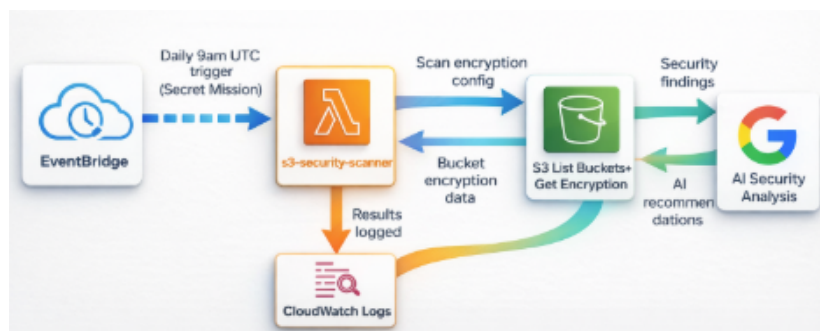 Daily 9am UTC
trigger
(Secret Mission)
EventBridge
s3-security-scanner
Scan encryption
config
Bucket
encryption
data
Results
logged
CloudWatch Logs
S3 List Buckets+
Get Encryption
Security
findings
AI
recommen
dations
AI Security
Analysis